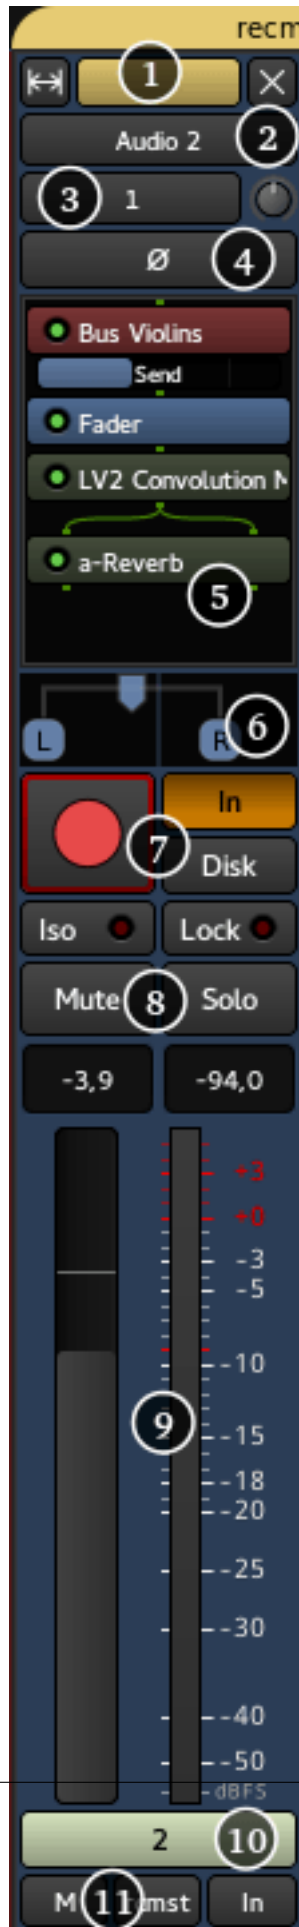 recm
1
Audio 2
2
3
1
ø
4
Bus Violins
Send
Fader
LV2 Convolution M
a-Reverb
5
L
R
6
In
7
Disk
Iso
Lock
Mute
8
Solo
-3,9
-94,0
+3
+0
-3
-5
-10
9
-15
-18
-20
-25
-30
-40
-50
dBFS
2
10
M
11
mst
In